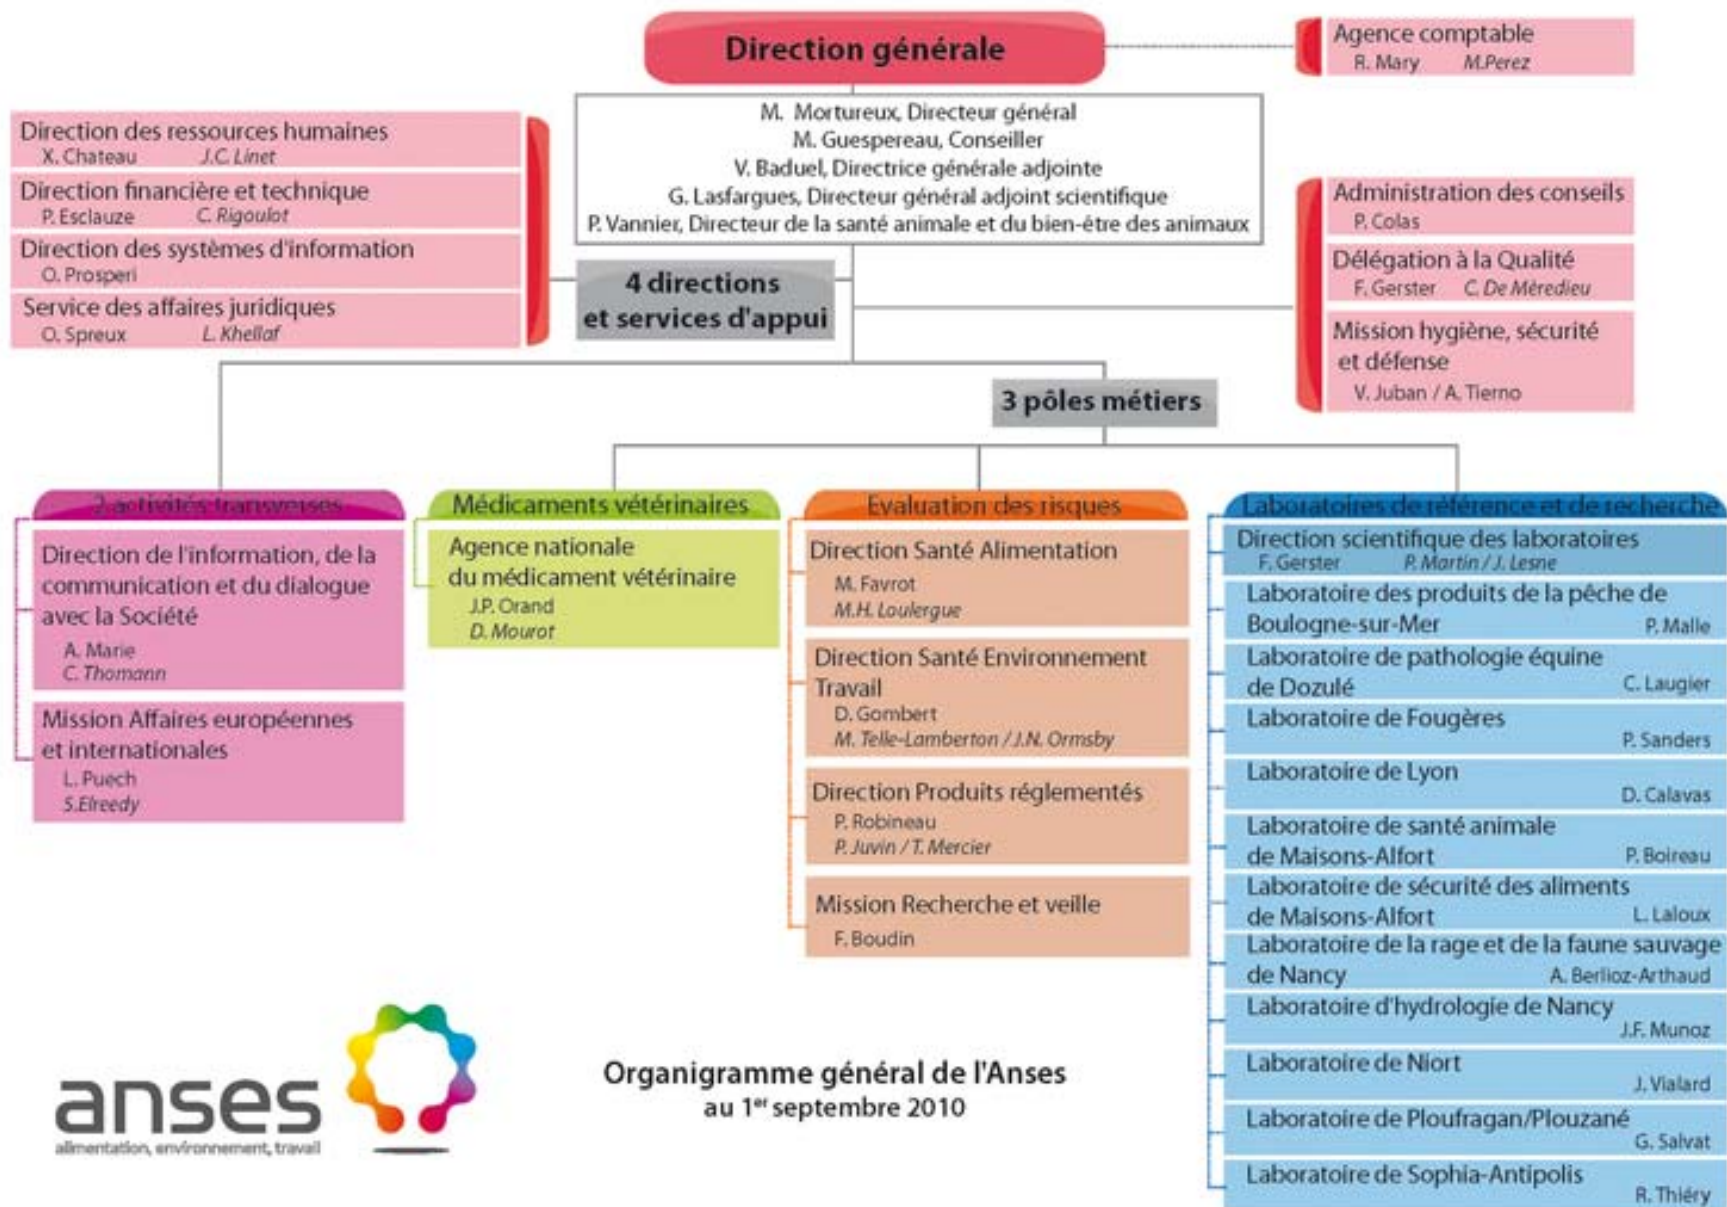 Direction générale
Agence comptable
R. Mary M.Perez
M. Mortureux, Directeur général
M. Guespereau, Conseiller
V. Baduel, Directrice générale adjointe
G. Lasfargues, Directeur général adjoint scientifique
P. Vannier, Directeur de la santé animale et du bien-être des animaux
Direction des ressources humaines
X. Chateau J.C. Linet
Direction financière et technique
P. Esclauze C. Rigoulot
Direction des systèmes d'information
O. Prosperi
Service des affaires juridiques
O. Spreux L. Khellaf
4 directions
et services d'appui
Administration des conseils
P. Colas
Délégation à la Qualité
F. Gerster C. De Méredieu
Mission hygiène, sécurité
et défense
V. Juban / A. Tierno
3 pôles métiers
2 activités transverses
Direction de l'information, de la
communication et du dialogue
avec la Société
A. Marie
C. Thomann
Mission Affaires européennes
et internationales
L. Puech
S.Elreedy
Médicaments vétérinaires
Agence nationale
du médicament vétérinaire
J.P. Orand
D. Mourot
Evaluation des risques
Direction Santé Alimentation
M. Favrot
M.H. Loulergue
Direction Santé Environnement
Travail
D. Gombert
M. Telle-Lamberton / J.N. Ormsby
Direction Produits réglementés
P. Robineau
P. Juvin / T. Mercier
Mission Recherche et veille
F. Boudin
Laboratoires de référence et de recherche
Direction scientifique des laboratoires
F. Gerster P. Martin / J. Lesne
Laboratoire des produits de la pêche de
Boulogne-sur-Mer P. Malle
Laboratoire de pathologie équine
de Dozulé C. Laugier
Laboratoire de Fougères
P. Sanders
Laboratoire de Lyon
D. Calavas
Laboratoire de santé animale
de Maisons-Alfort P. Boireau
Laboratoire de sécurité des aliments
de Maisons-Alfort L. Laloux
Laboratoire de la rage et de la faune sauvage
de Nancy A. Berlioz-Arthaud
Laboratoire d'hydrologie de Nancy
J.F. Munoz
Laboratoire de Niort
J. Vialard
Laboratoire de Ploufragan/Plouzané
G. Salvat
Laboratoire de Sophia-Antipolis
R. Thiéry
anses
alimentation, environnement, travail
Organigramme général de l'Anses
au 1er septembre 2010